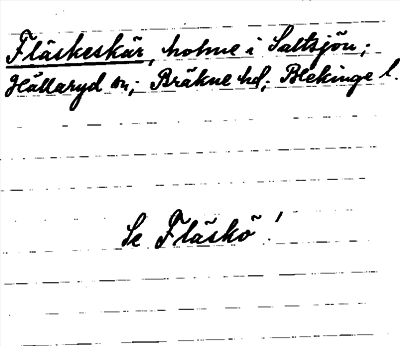 Fläskeskär, holme i Saltsjön;
Hällaryd sn; Bräkne hd; Blekinge l.
Se Fläskö!